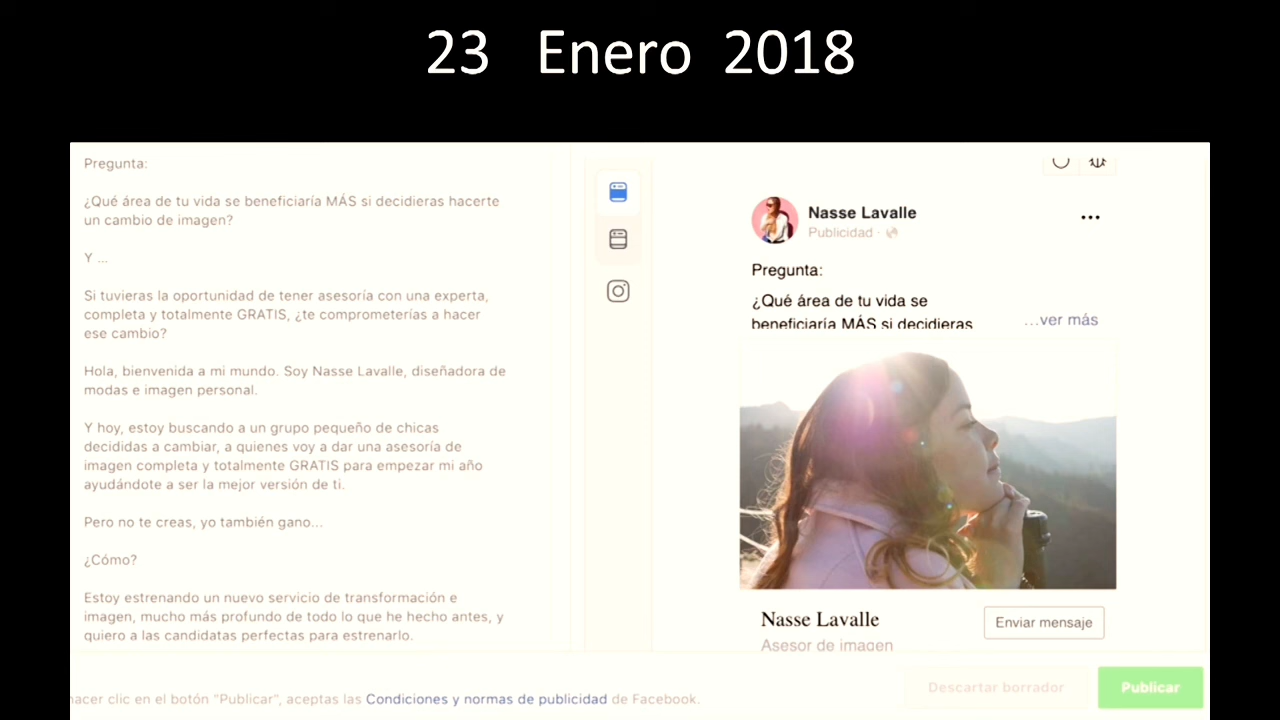 23 Enero 2018
Pregunta:
¿Qué área de tu vida se beneficiaría MÁS si decidieras hacerte
un cambio de imagen?
Y ...
Si tuvieras la oportunidad de tener asesoría con una experta,
completa y totalmente GRATIS, ¿te comprometerías a hacer
ese cambio?
Hola, bienvenida a mi mundo. Soy Nasse Lavalle, diseñadora de
modas e imagen personal.
Y hoy, estoy buscando a un grupo pequeño de chicas
decididas a cambiar, a quienes voy a dar una asesoría de
imagen completa y totalmente GRATIS para empezar mi año
ayudándote a ser la mejor versión de ti.
Pero no te creas, yo también gano...
¿Cómo?
Estoy estrenando un nuevo servicio de transformación e
imagen, mucho más profundo de todo lo que he hecho antes, y
quiero a las candidatas perfectas para estrenarlo.
Nasse Lavalle
Publicidad ·
Pregunta:
¿Qué área de tu vida se
beneficiaría MÁS si decidieras
...ver más
Nasse Lavalle
Asesor de imagen
Enviar mensaje
hacer clic en el botón "Publicar", aceptas las Condiciones y normas de publicidad de Facebook.
Descartar borrador
Publicar